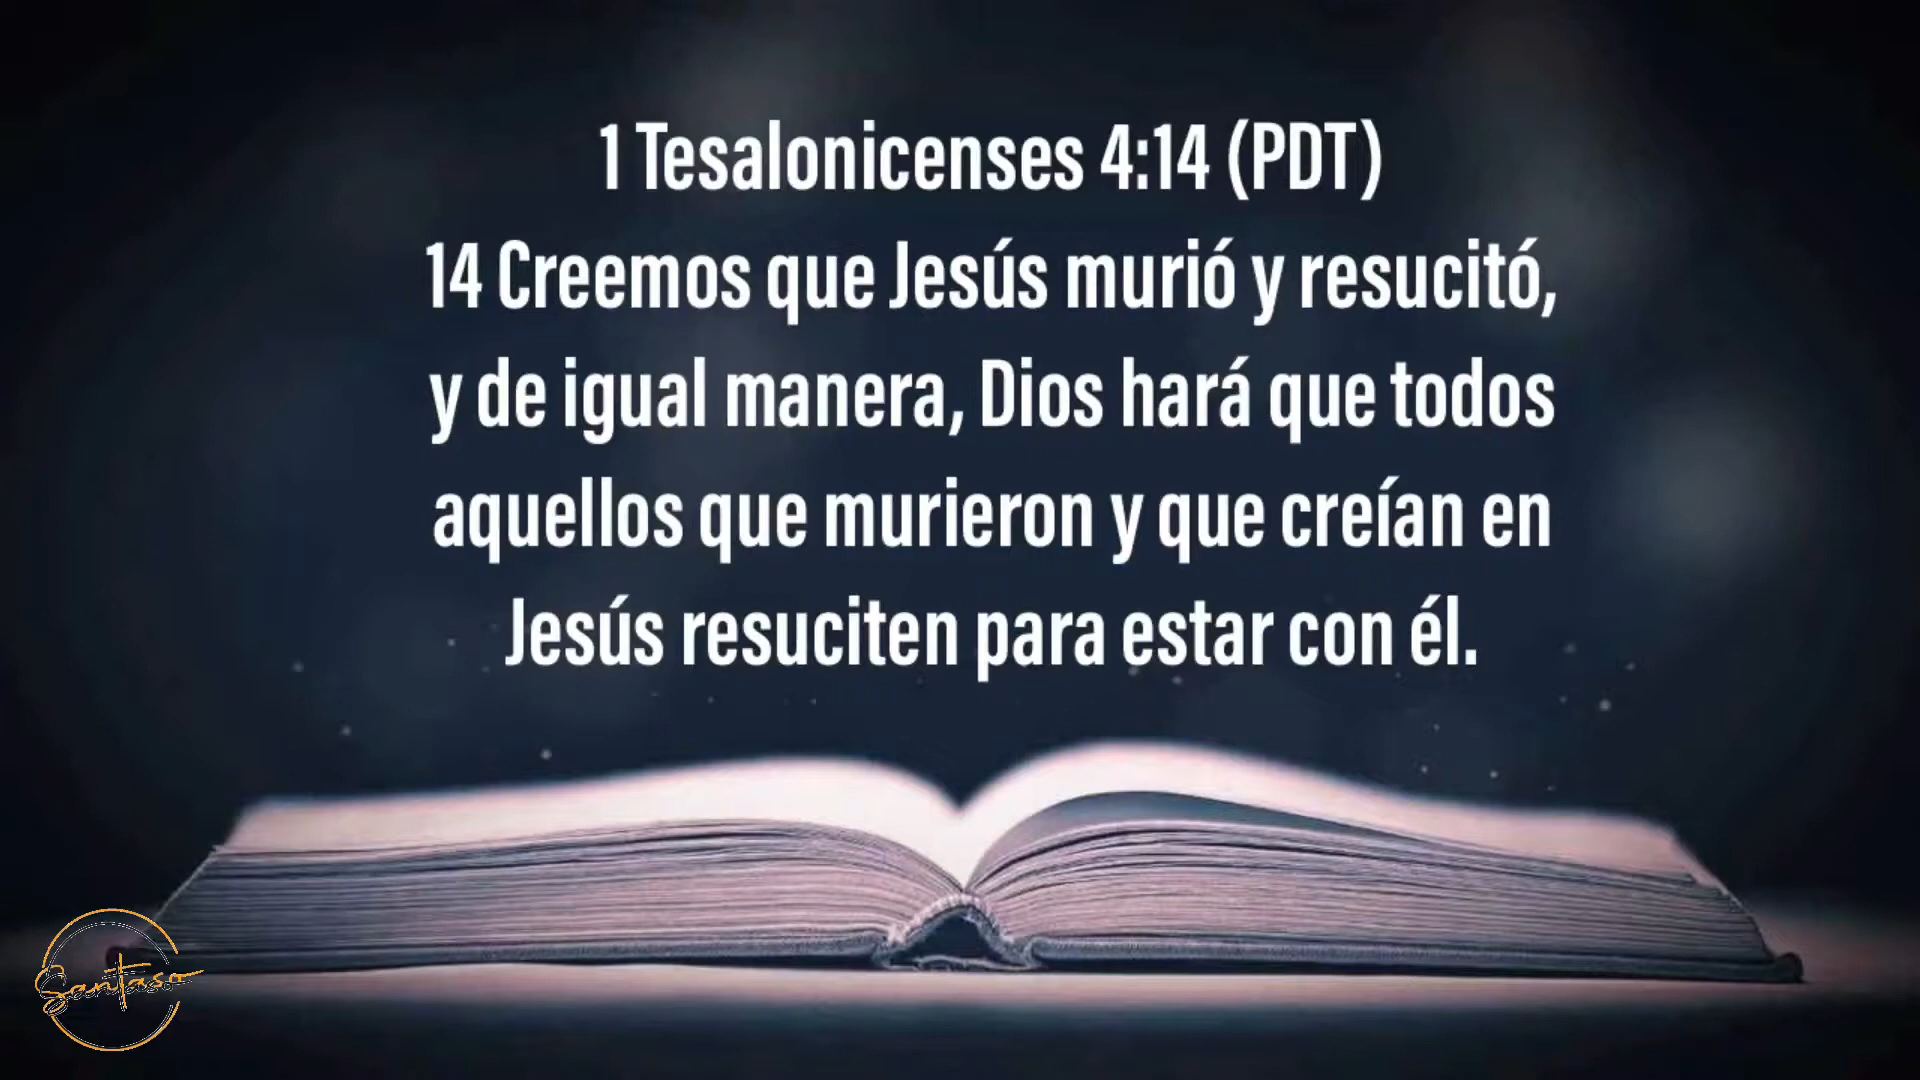 1 Tesalonicenses 4:14 (PDT)
14 Creemos que Jesús murió y resucitó,
y de igual manera, Dios hará que todos
aquellos que murieron y que creían en
Jesús resuciten para estar con él.
Santaso